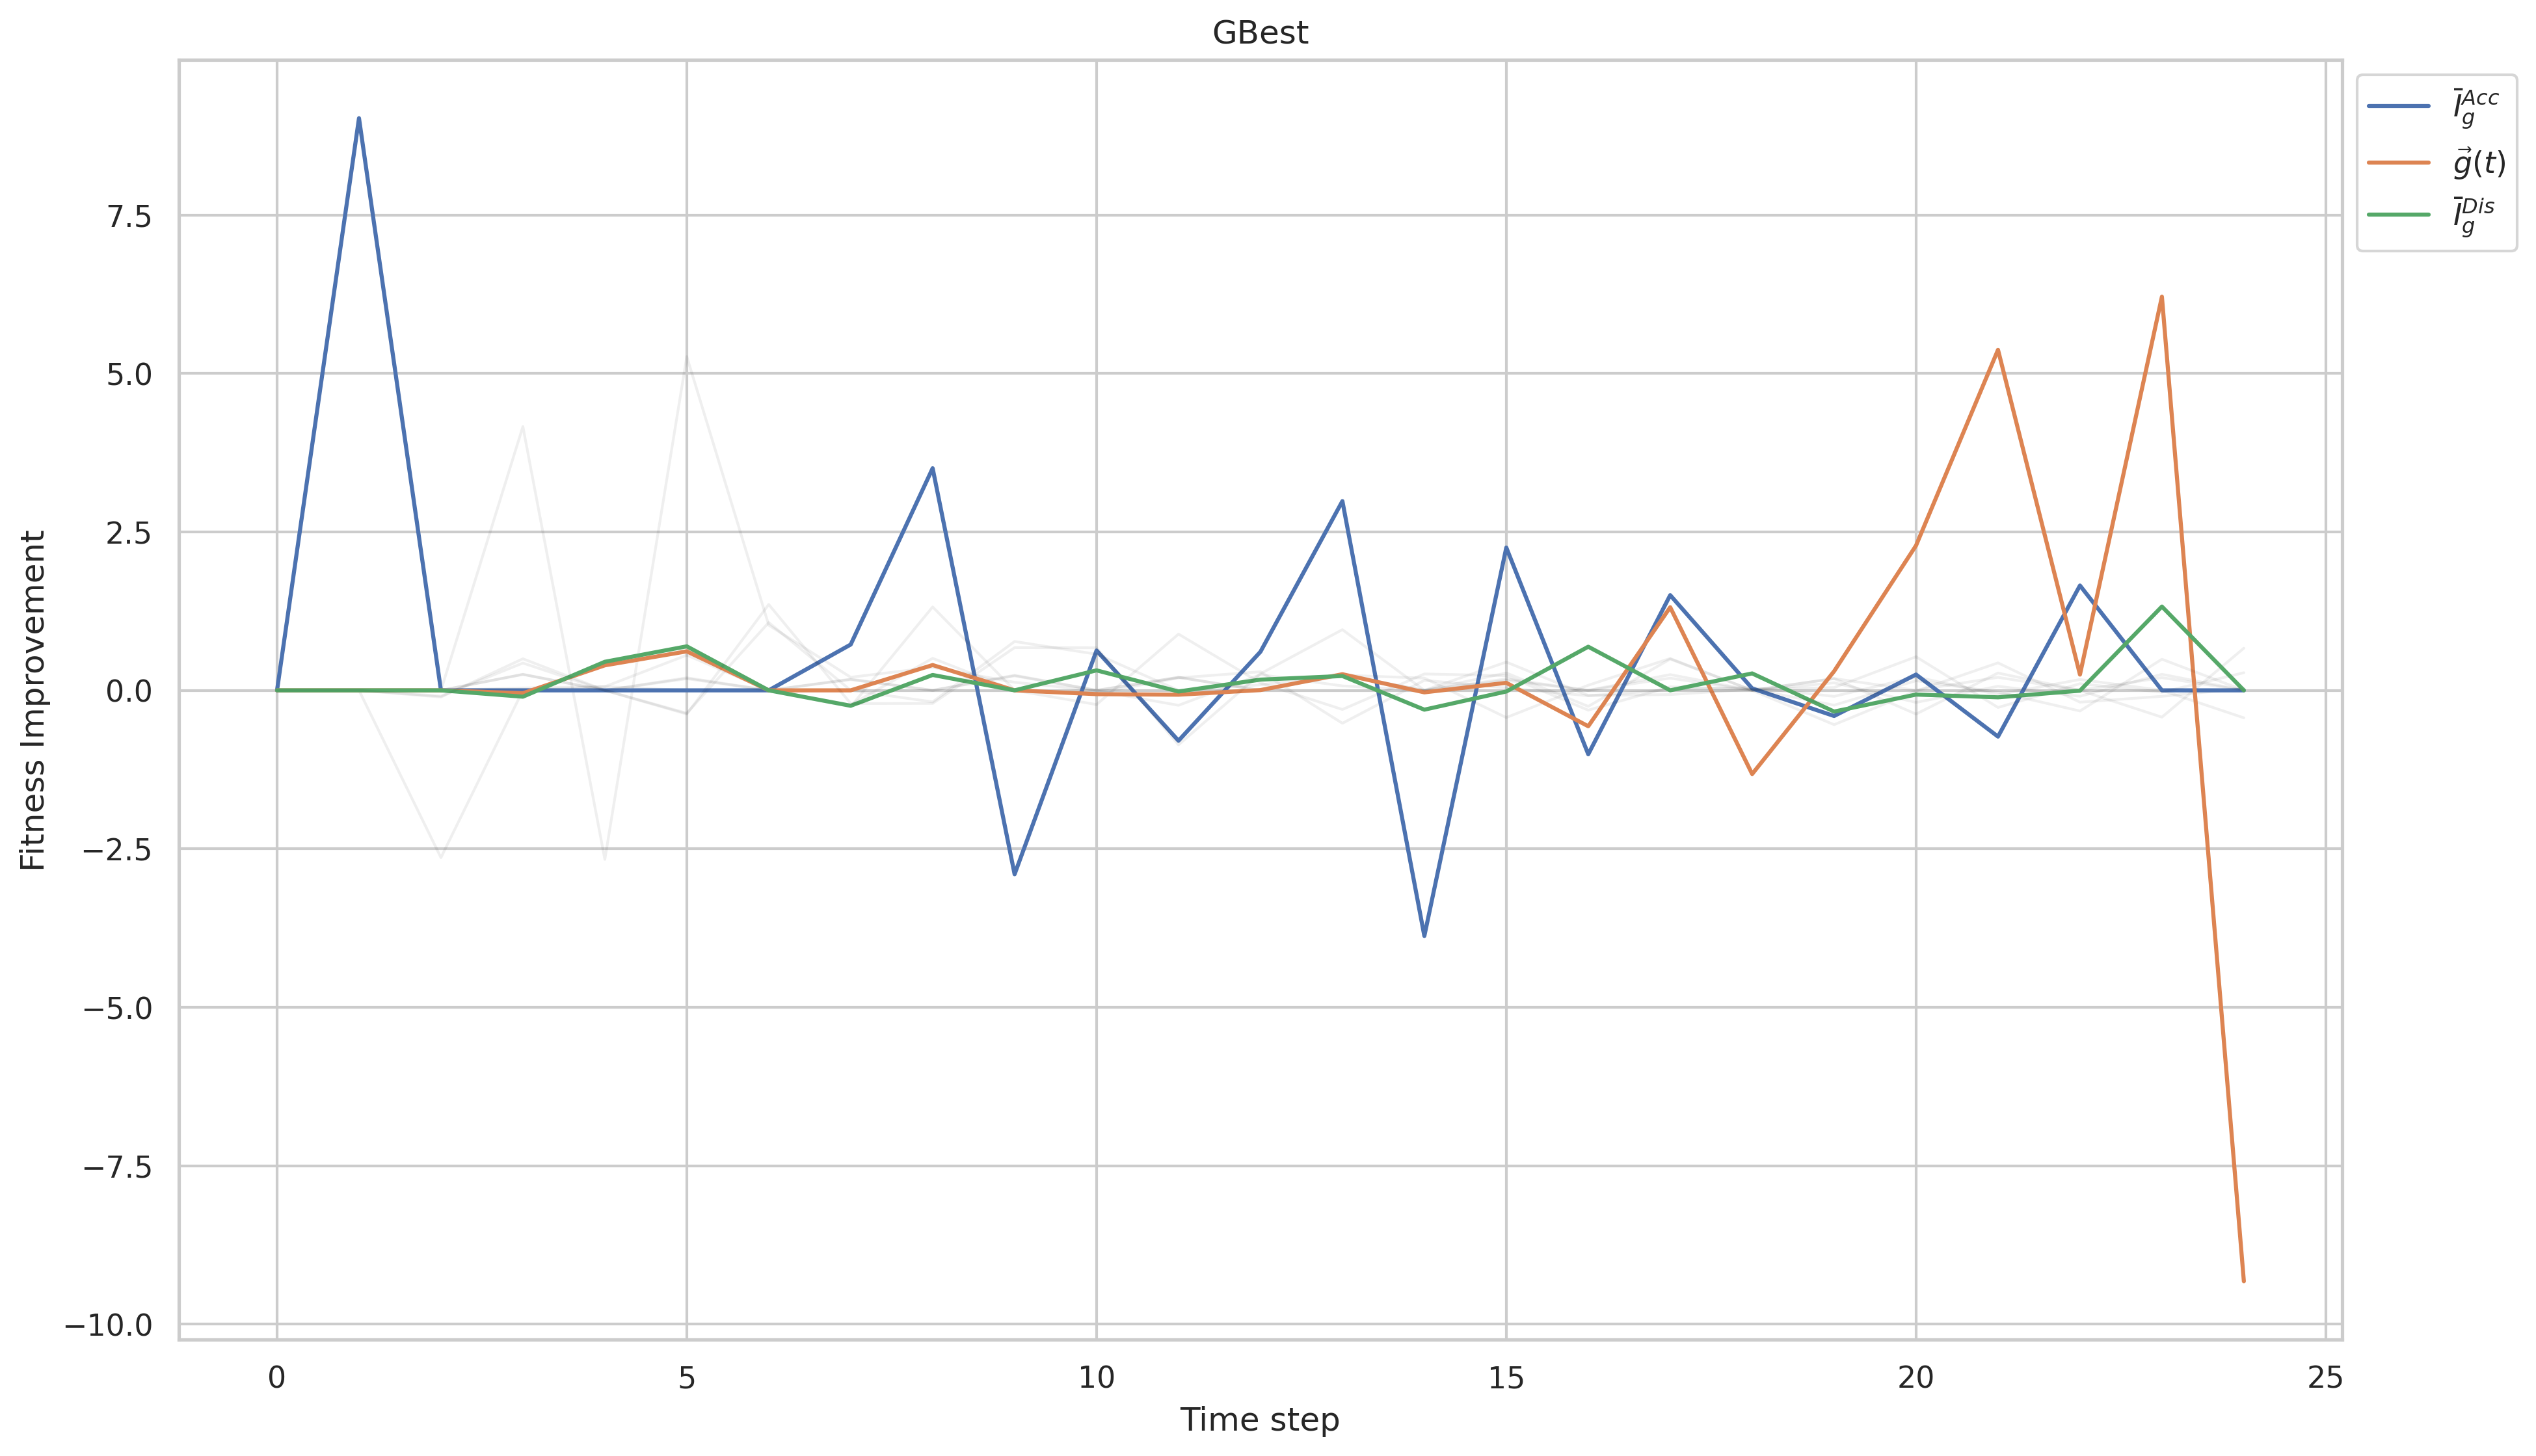 GBest
Fitness Improvement
7.5
5.0
2.5
0.0
−2.5
−5.0
−7.5
−10.0
0 5 10 15 20 25
Time step
$\bar{I}_g^{Acc}$
$\vec{g}(t)$
$\bar{I}_g^{Dis}$